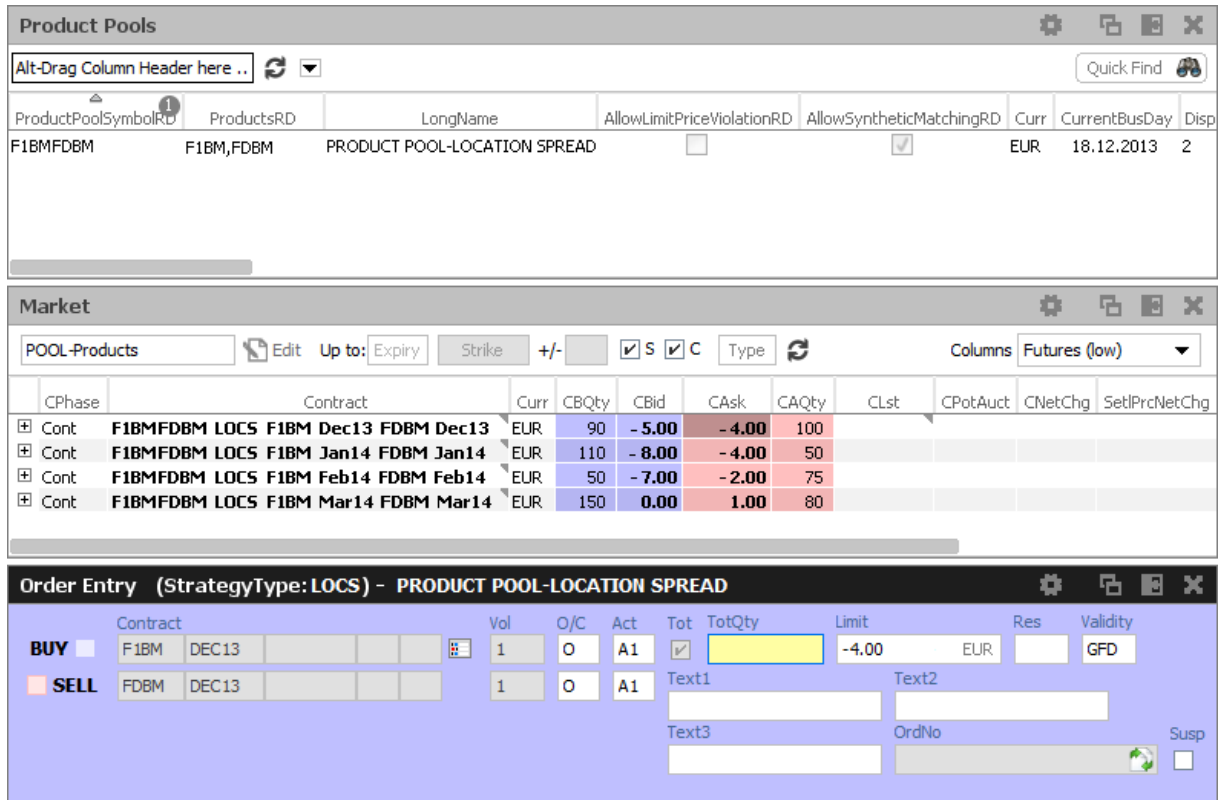 Product Pools
Alt-Drag Column Header here ..
Quick Find
ProductPoolSymbolRD 1 ProductsRD LongName AllowLimitPriceViolationRD AllowSyntheticMatchingRD Curr CurrentBusDay Disp
F1BMFDBM F1BM,FDBM PRODUCT POOL-LOCATION SPREAD EUR 18.12.2013 2
Market
POOL-Products Edit Up to: Expiry Strike +/- S C Type Columns Futures (low)
CPhase Contract Curr CBQty CBid CAsk CAQty CLst CPotAuct CNetChg SetlPrcNetChg
Cont F1BMFDBM LOCS F1BM Dec13 FDBM Dec13 EUR 90 - 5.00 - 4.00 100
Cont F1BMFDBM LOCS F1BM Jan14 FDBM Jan14 EUR 110 - 8.00 - 4.00 50
Cont F1BMFDBM LOCS F1BM Feb14 FDBM Feb14 EUR 50 - 7.00 - 2.00 75
Cont F1BMFDBM LOCS F1BM Mar14 FDBM Mar14 EUR 150 0.00 1.00 80
Order Entry (StrategyType: LOCS) - PRODUCT POOL-LOCATION SPREAD
Contract Vol O/C Act Tot TotQty Limit Res Validity
BUY F1BM DEC13 1 O A1 -4.00 EUR GFD
SELL FDBM DEC13 1 O A1 Text1 Text2
Text3 OrdNo Susp